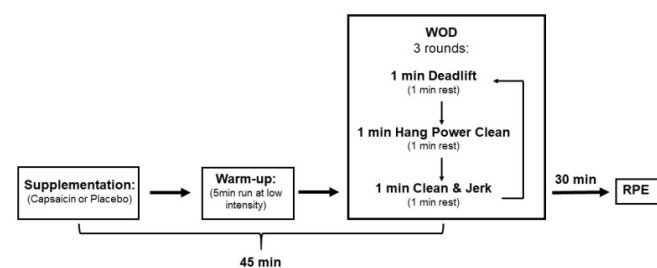 WOD
3 rounds:
1 min Deadlift
(1 min rest)
1 min Hang Power Clean
(1 min rest)
1 min Clean & Jerk
(1 min rest)
Supplementation:
(Capsaicin or Placebo)
Warm-up:
(5min run at low
intensity)
30 min
RPE
45 min